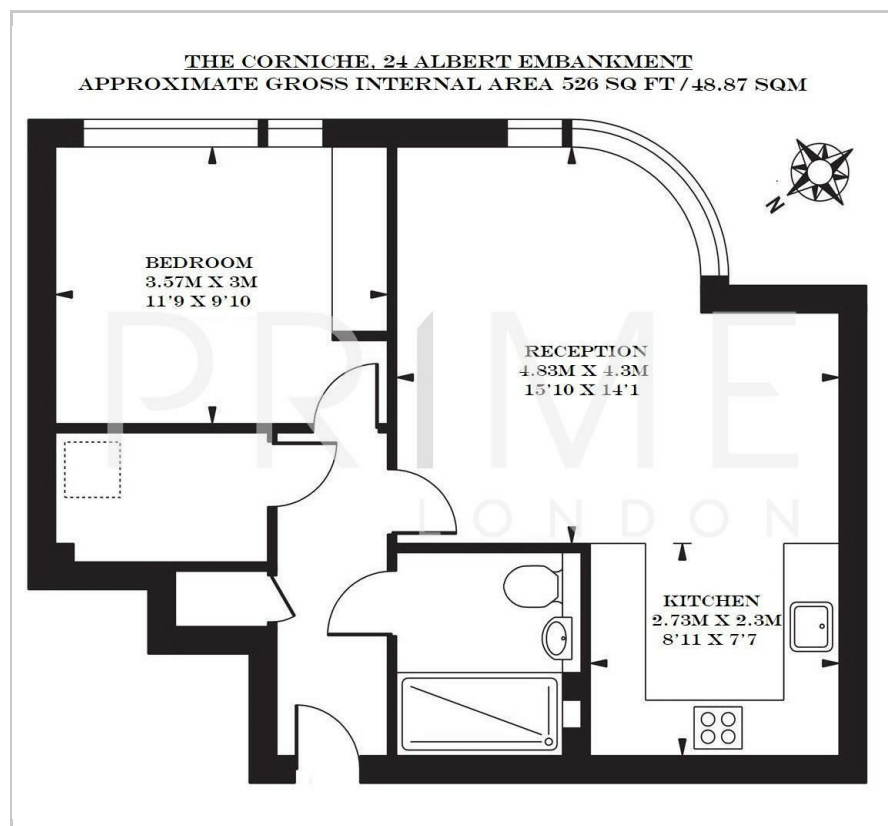 THE CORNICHE, 24 ALBERT EMBANKMENT
APPROXIMATE GROSS INTERNAL AREA 526 SQ FT / 48.87 SQM
N
BEDROOM
3.57M X 3M
11'9 X 9'10
RECEPTION
4.83M X 4.3M
15'10 X 14'1
PRIME
LONDON
KITCHEN
2.73M X 2.3M
8'11 X 7'7